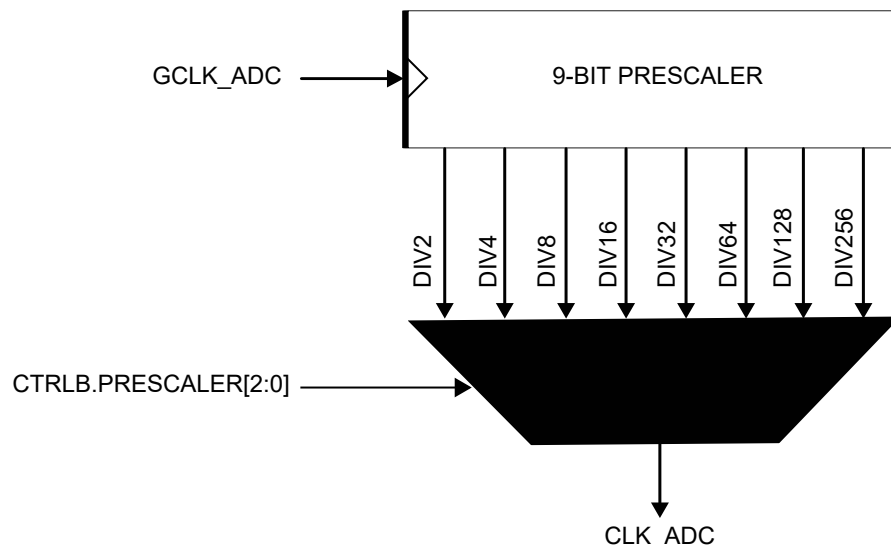 GCLK_ADC
9-BIT PRESCALER
DIV2
DIV4
DIV8
DIV16
DIV32
DIV64
DIV128
DIV256
CTRLB.PRESCALER[2:0]
CLK_ADC